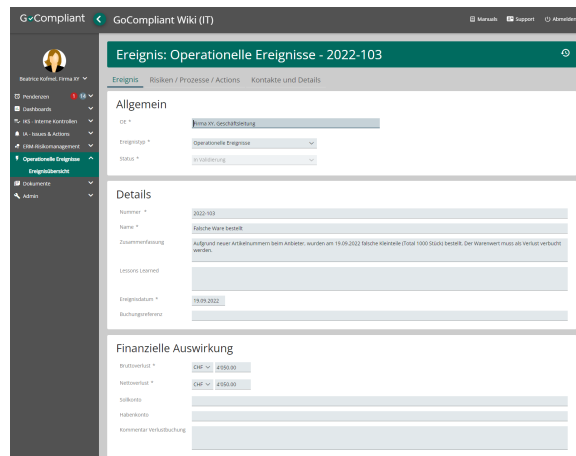 GoCompliant
GoCompliant Wiki (IT)
Manuals
Support
Abmelden
Beatrice Kofmel, Firma XY
Pendenzen
Dashboards
IKS - Interne Kontrollen
IA - Issues & Actions
ERM-Risikomanagement
Operationelle Ereignisse
Ereignisübersicht
Dokumente
Admin
Ereignis: Operationelle Ereignisse - 2022-103
Ereignis Risiken / Prozesse / Actions Kontakte und Details
Allgemein
OE * Firma XY: Geschäftsleitung
Ereignistyp * Operationelle Ereignisse
Status * In Validierung
Details
Nummer * 2022-103
Name * Falsche Ware bestellt
Zusammenfassung Aufgrund neuer Artikelnummern beim Anbieter, wurden am 19.09.2022 falsche Kleinteile (Total 1000 Stück) bestellt. Der Warenwert muss als Verlust verbucht
werden.
Lessons Learned
Ereignisdatum * 19.09.2022
Buchungsreferenz
Finanzielle Auswirkung
Bruttoverlust * CHF 4'050.00
Nettoverlust * CHF 4'050.00
Sollkonto
Habenkonto
Kommentar Verlustbuchung